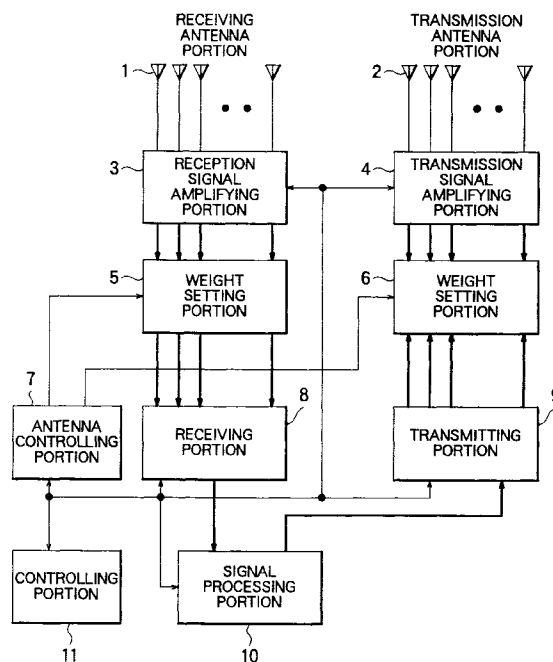 RECEIVING
ANTENNA
PORTION
TRANSMISSION
ANTENNA
PORTION
1
2
3
RECEPTION
SIGNAL
AMPLIFYING
PORTION
4
TRANSMISSION
SIGNAL
AMPLIFYING
PORTION
5
WEIGHT
SETTING
PORTION
6
WEIGHT
SETTING
PORTION
7
ANTENNA
CONTROLLING
PORTION
8
RECEIVING
PORTION
9
TRANSMITTING
PORTION
CONTROLLING
PORTION
11
SIGNAL
PROCESSING
PORTION
10